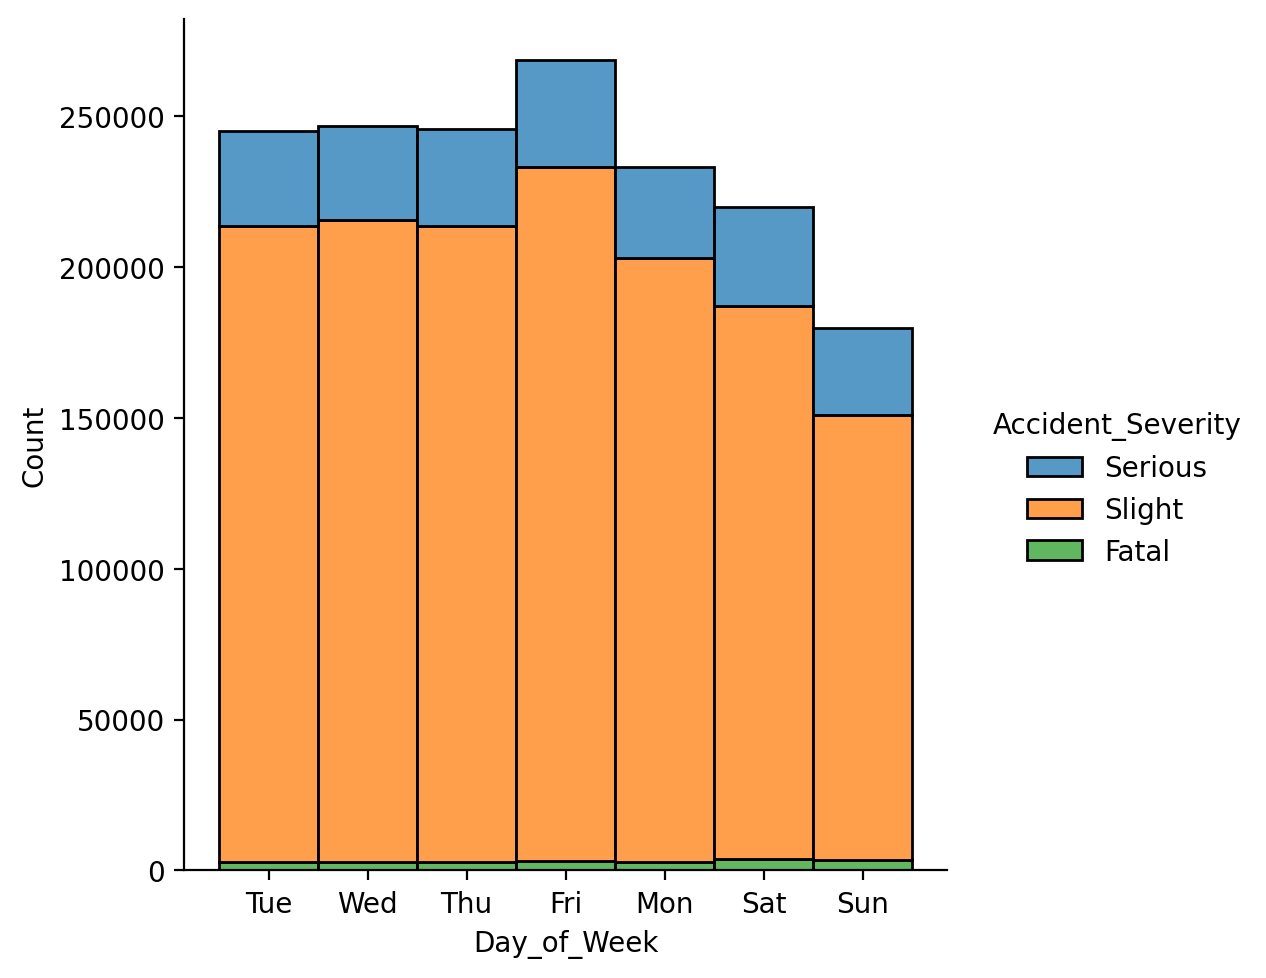 250000
200000
150000
100000
50000
0
Count
Tue Wed Thu Fri Mon Sat Sun
Day_of_Week
Accident_Severity
Serious
Slight
Fatal